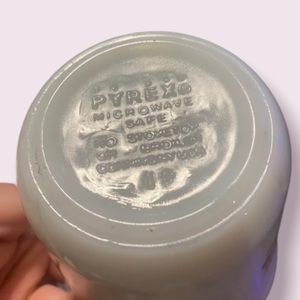 PYREX®
MICROWAVE
SAFE
NO STOVETOP
OR BROILER